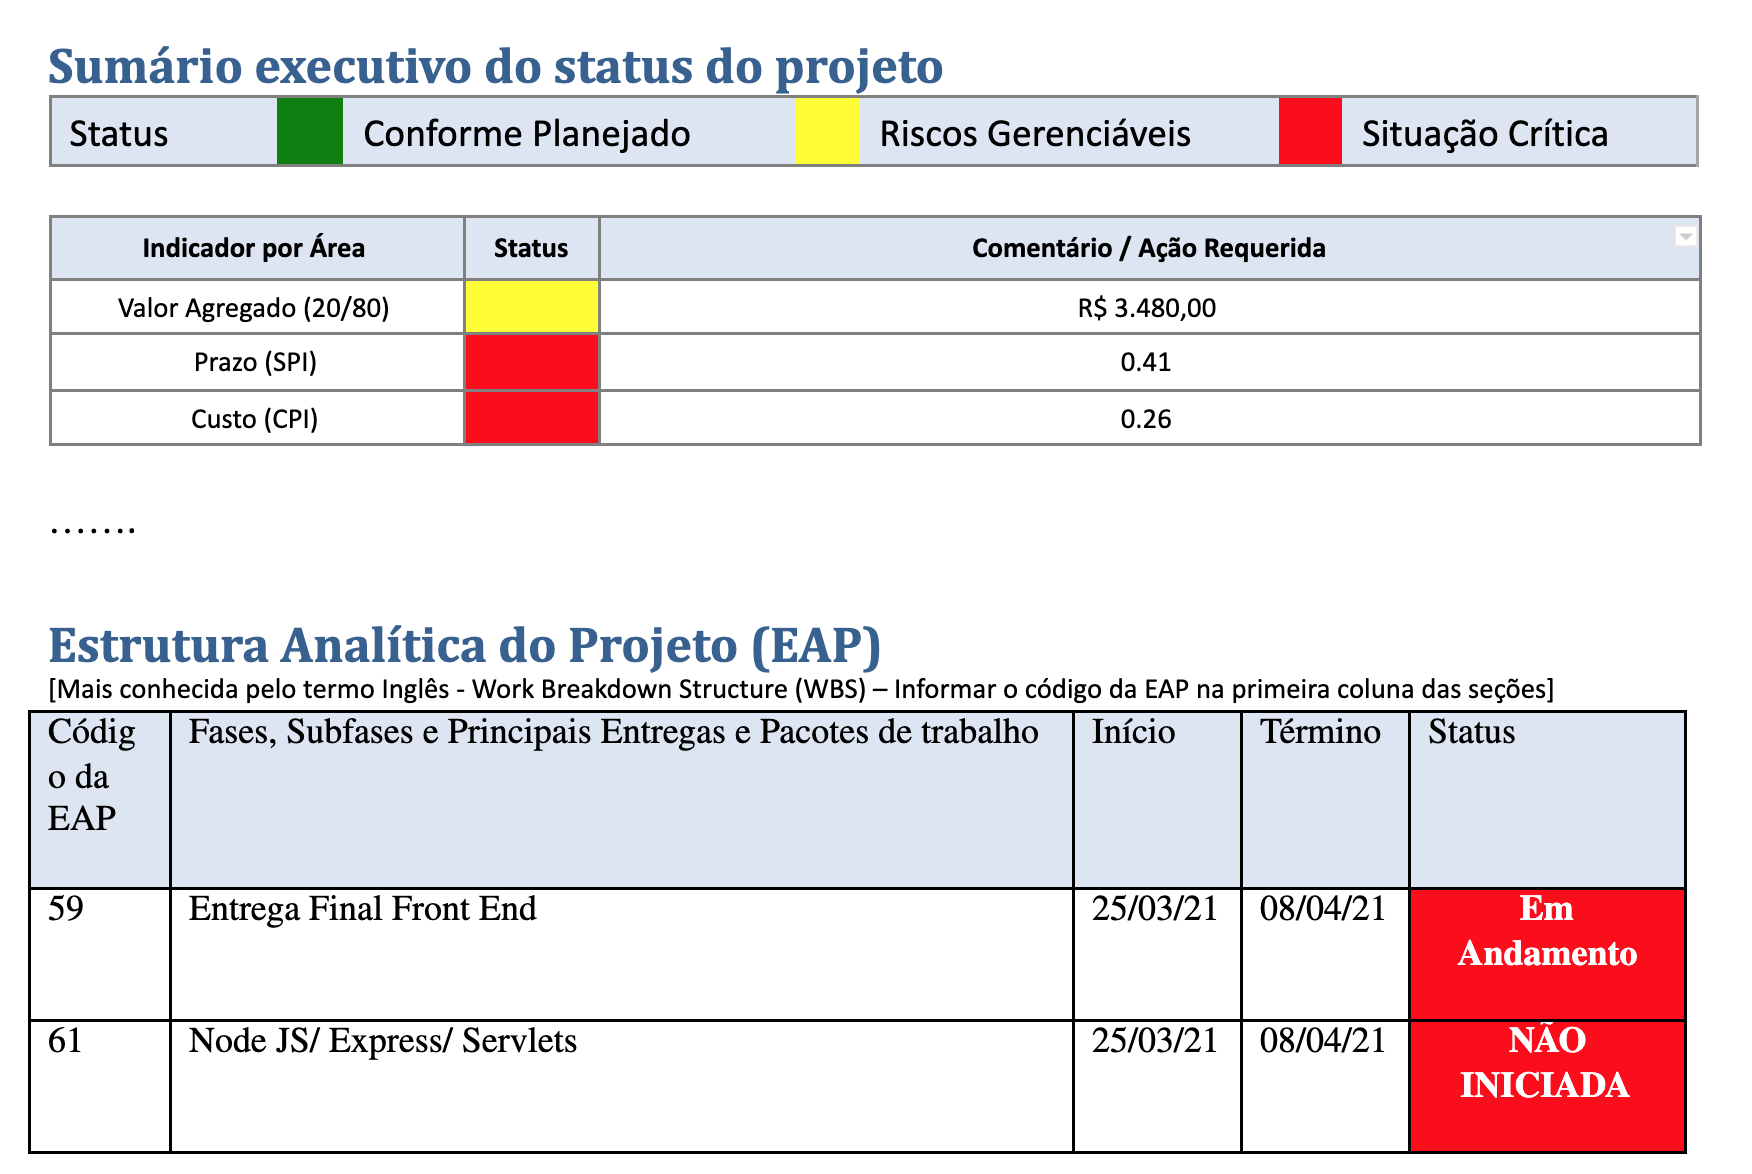 Sumário executivo do status do projeto
Status Conforme Planejado Riscos Gerenciáveis Situação Crítica
Indicador por Área Status Comentário / Ação Requerida
Valor Agregado (20/80) R$ 3.480,00
Prazo (SPI) 0.41
Custo (CPI) 0.26
.......
Estrutura Analítica do Projeto (EAP)
[Mais conhecida pelo termo Inglês - Work Breakdown Structure (WBS) – Informar o código da EAP na primeira coluna das seções]
Códig
o da
EAP
Fases, Subfases e Principais Entregas e Pacotes de trabalho
Início
Término
Status
59 Entrega Final Front End 25/03/21 08/04/21 Em
Andamento
61 Node JS/ Express/ Servlets 25/03/21 08/04/21 NÃO
INICIADA